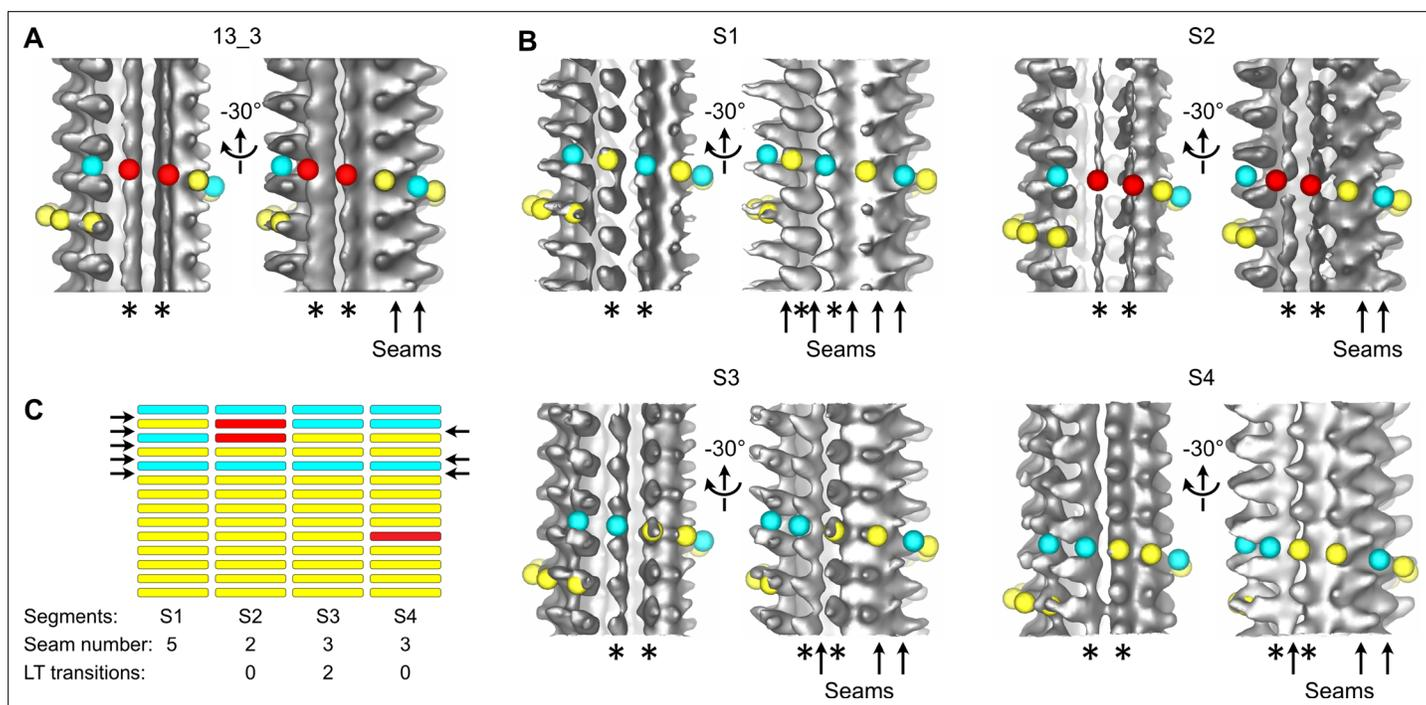 A
13_3
-30°
* * * *
Seams
B
S1
-30°
* * * *
Seams
S2
-30°
* * * *
Seams
S3
-30°
* * * *
Seams
S4
-30°
* * * *
Seams
C
Segments: S1 S2 S3 S4
Seam number: 5 2 3 3
LT transitions: 0 2 0